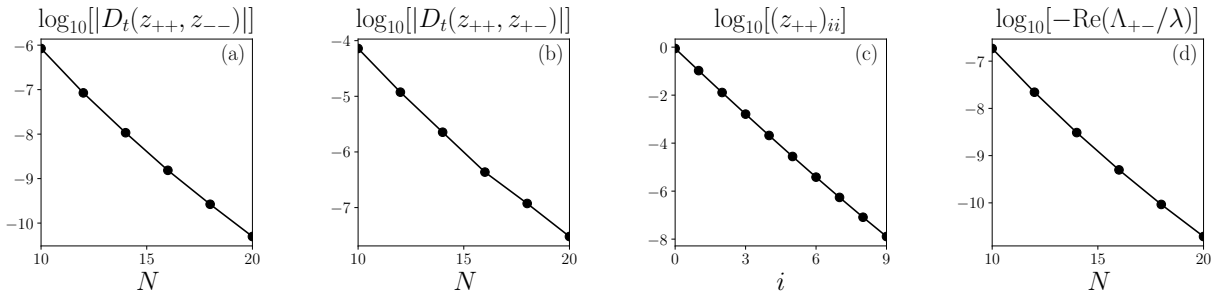 log₁₀[|Dₜ(z₊₊, z₋₋)|]
(a)
−6
−7
−8
−9
−10
10 15 20
N
log₁₀[|Dₜ(z₊₊, z₊₋)|]
(b)
−4
−5
−6
−7
10 15 20
N
log₁₀[(z₊₊)ᵢᵢ]
(c)
0
−2
−4
−6
−8
0 3 6 9
i
log₁₀[−Re(Λ₊₋/λ)]
(d)
−7
−8
−9
−10
10 15 20
N